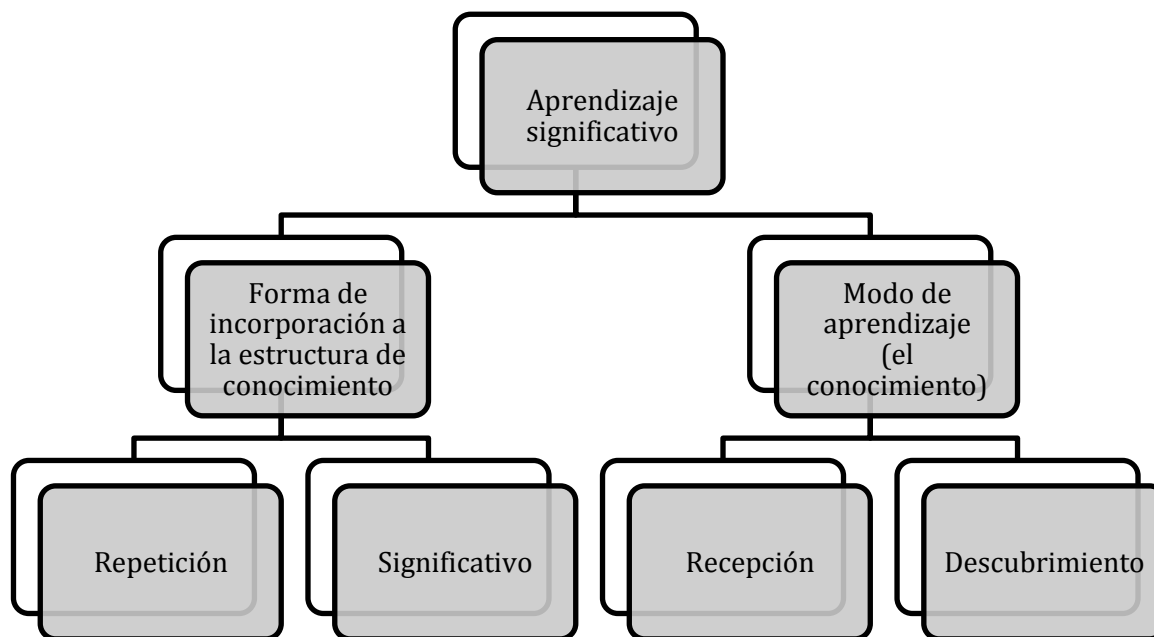 Aprendizaje
significativo
Forma de
incorporación a
la estructura de
conocimiento
Modo de
aprendizaje
(el
conocimiento)
Repetición
Significativo
Recepción
Descubrimiento